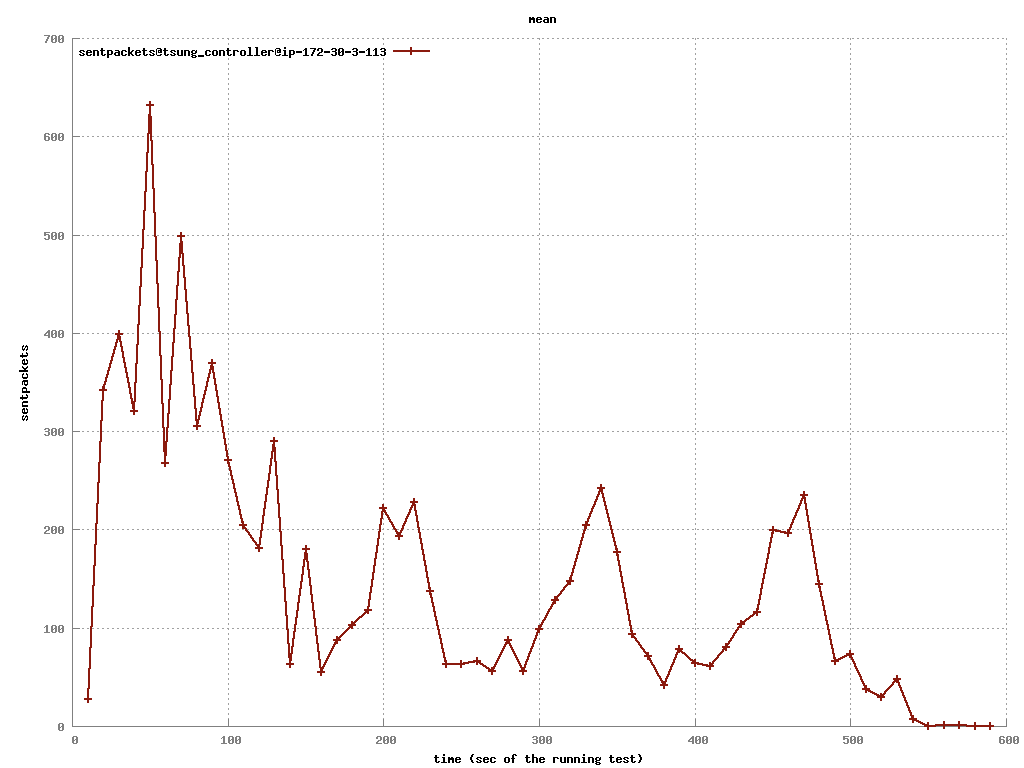 mean
700
sentpackets@tsung_controller@ip-172-30-3-113
600
500
400
sentpackets
300
200
100
0
0 100 200 300 400 500 600
time (sec of the running test)